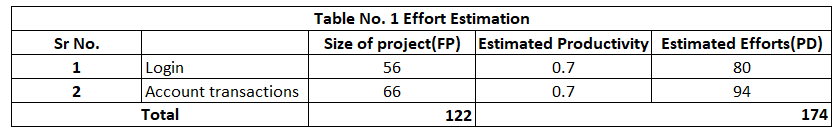 Table No. 1 Effort Estimation
Sr No. Size of project(FP) Estimated Productivity Estimated Efforts(PD)
1 Login 56 0.7 80
2 Account transactions 66 0.7 94
Total 122 174